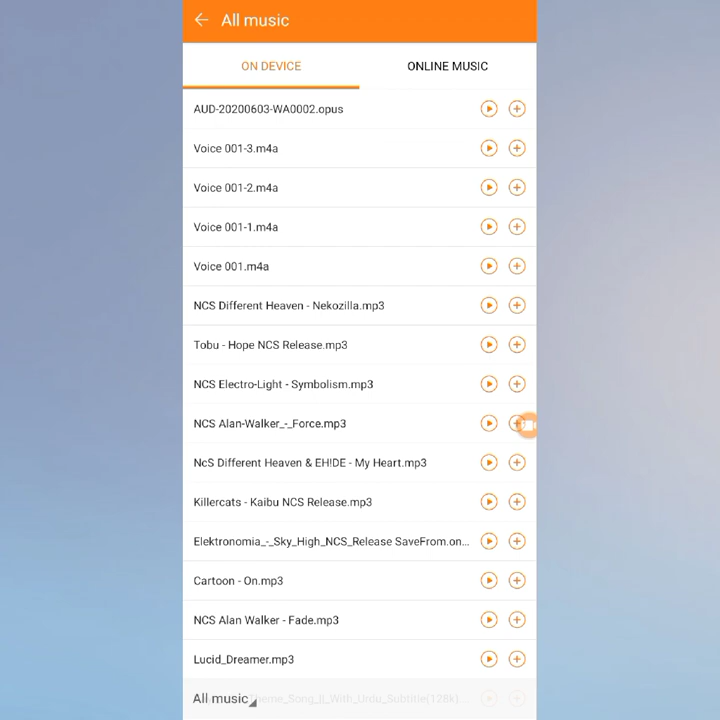 All music
ON DEVICE
ONLINE MUSIC
AUD-20200603-WA0002.opus
Voice 001-3.m4a
Voice 001-2.m4a
Voice 001-1.m4a
Voice 001.m4a
NCS Different Heaven - Nekozilla.mp3
Tobu - Hope NCS Release.mp3
NCS Electro-Light - Symbolism.mp3
NCS Alan-Walker_-_Force.mp3
NcS Different Heaven & EH!DE - My Heart.mp3
Killercats - Kaibu NCS Release.mp3
Elektronomia_-_Sky_High_NCS_Release SaveFrom.on...
Cartoon - On.mp3
NCS Alan Walker - Fade.mp3
Lucid_Dreamer.mp3
All music
Theme_Song_||_With_Urdu_Sobtitle(128k)...